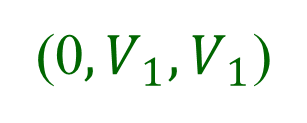 (0, V₁, V₁)